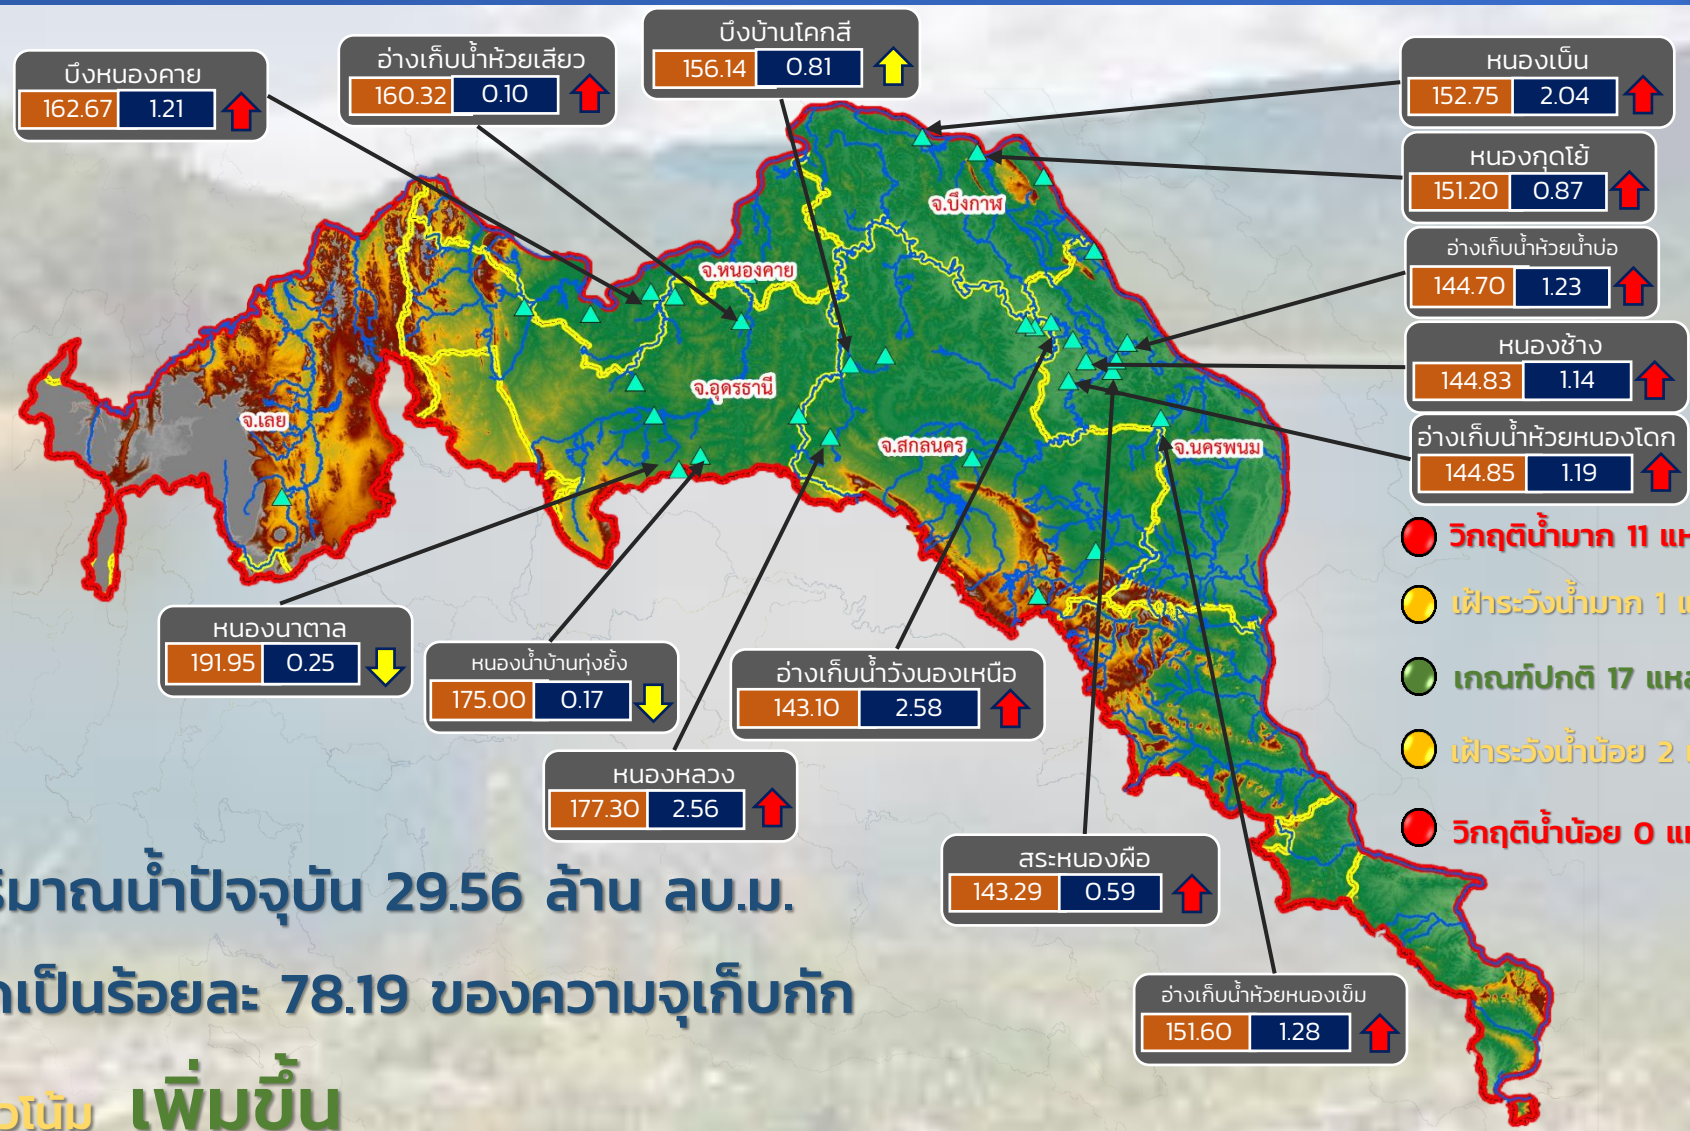 บึงหนองคาย
162.67 1.21
อ่างเก็บน้ำห้วยเสียว
160.32 0.10
บึงบ้านโคกสี
156.14 0.81
หนองเบ็น
152.75 2.04
หนองกุดโย้
151.20 0.87
อ่างเก็บน้ำห้วยน้ำบ่อ
144.70 1.23
หนองช้าง
144.83 1.14
อ่างเก็บน้ำห้วยหนองโดก
144.85 1.19
จ.บึงกาฬ
จ.หนองคาย
จ.อุดรธานี
จ.เลย
จ.สกลนคร
จ.นครพนม
วิกฤติน้ำมาก 11
เฝ้าระวังน้ำมาก 1
เกณฑ์ปกติ 17
เฝ้าระวังน้ำน้อย 2
วิกฤติน้ำน้อย 0
หนองนาตาล
191.95 0.25
หนองน้ำบ้านทุ่งยั้ง
175.00 0.17
อ่างเก็บน้ำวังนองเหนือ
143.10 2.58
หนองหลวง
177.30 2.56
สระหนองผือ
143.29 0.59
อ่างเก็บน้ำห้วยหนองเข็ม
151.60 1.28
ริมาณน้ำปัจจุบัน 29.56 ล้าน ลบ.ม.
เป็นร้อยละ 78.19 ของความจุเก็บกัก
วโน้ม เพิ่มขึ้น